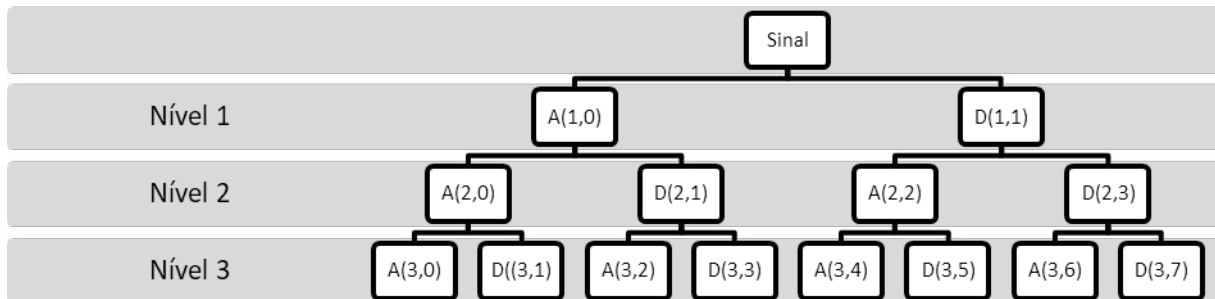 Sinal
Nível 1
A(1,0)
D(1,1)
Nível 2
A(2,0)
D(2,1)
A(2,2)
D(2,3)
Nível 3
A(3,0)
D((3,1)
A(3,2)
D(3,3)
A(3,4)
D(3,5)
A(3,6)
D(3,7)